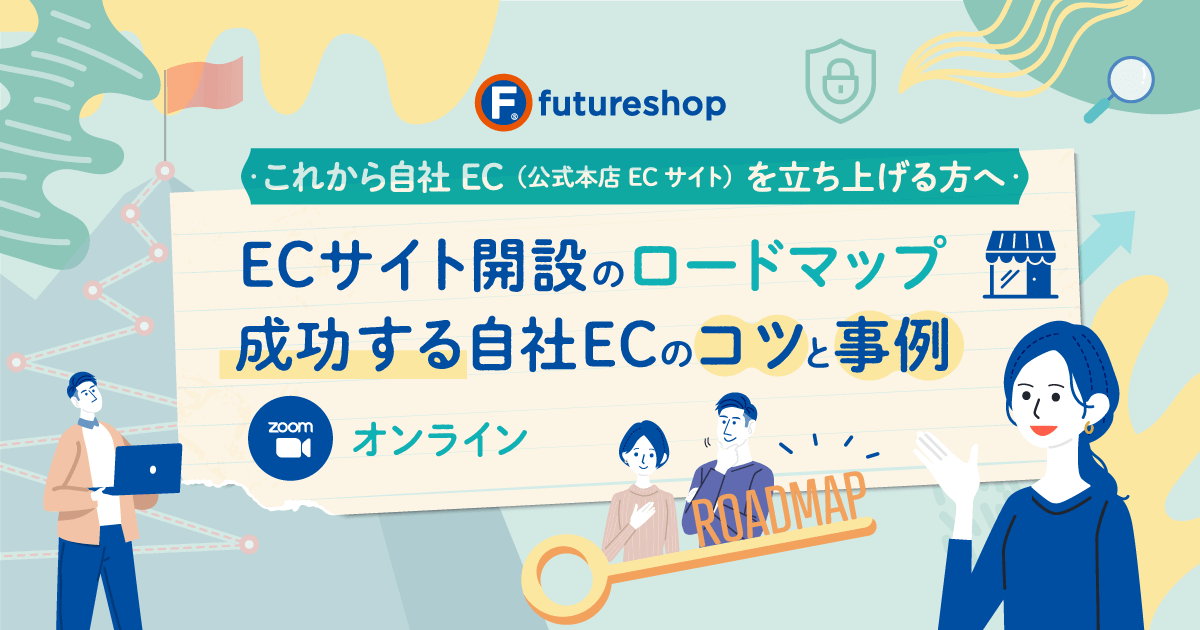 F® futureshop
・これから自社 EC（公式本店 EC サイト）を立ち上げる方へ・
ECサイト開設のロードマップ
成功する自社ECのコツと事例
zoom
オンライン
ROADMAP